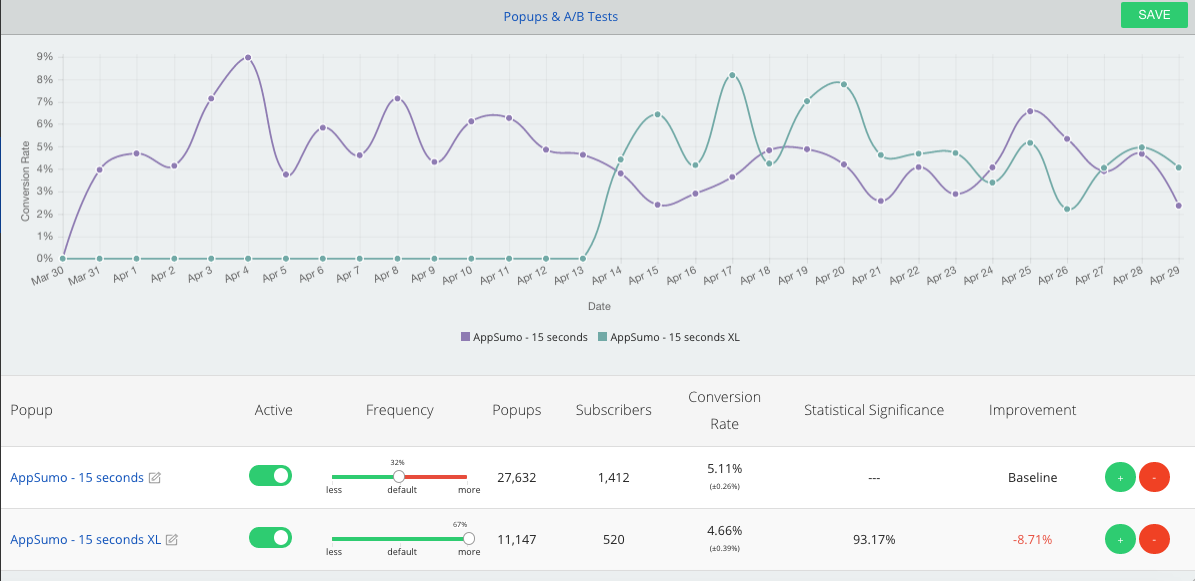 Popups & A/B Tests
SAVE
9%
8%
7%
6%
5%
4%
3%
2%
1%
0%
Conversion Rate
Mar 30 Mar 31 Apr 1 Apr 2 Apr 3 Apr 4 Apr 5 Apr 6 Apr 7 Apr 8 Apr 9 Apr 10 Apr 11 Apr 12 Apr 13 Apr 14 Apr 15 Apr 16 Apr 17 Apr 18 Apr 19 Apr 20 Apr 21 Apr 22 Apr 23 Apr 24 Apr 25 Apr 26 Apr 27 Apr 28 Apr 29
Date
AppSumo - 15 seconds AppSumo - 15 seconds XL
Popup Active Frequency Popups Subscribers Conversion Rate Statistical Significance Improvement
32%
AppSumo - 15 seconds 27,632 1,412 5.11% --- Baseline + -
(±0.26%)
less default more
67%
AppSumo - 15 seconds XL 11,147 520 4.66% 93.17% -8.71% + -
(±0.39%)
less default more